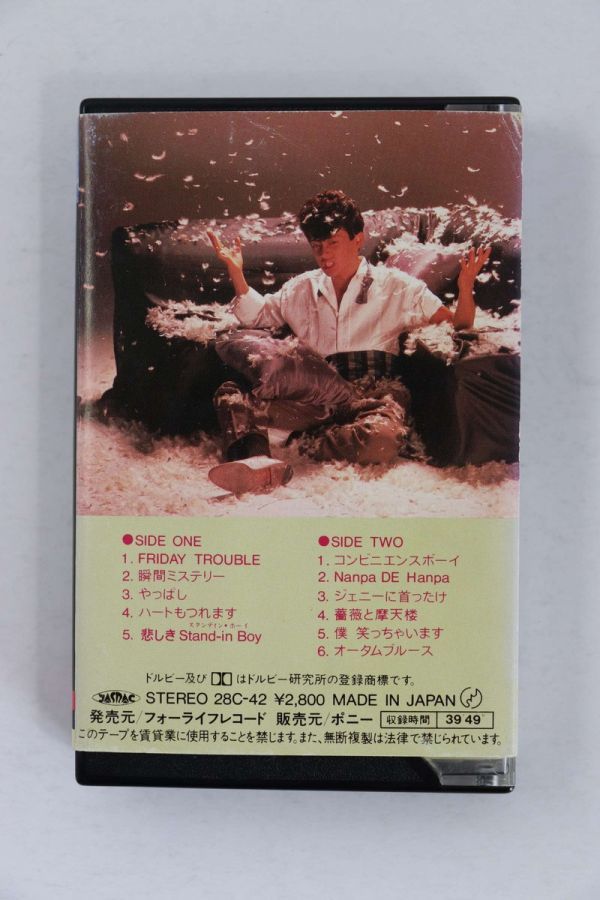 ●SIDE ONE
1. FRIDAY TROUBLE
2. 瞬間ミステリー
3. やっぱし
4. ハートもつれます
スタンディン・ボーイ
5. 悲しきStand-in Boy
●SIDE TWO
1. コンビニエンスボーイ
2. Nanpa DE Hanpa
3. ジェニーに首ったけ
4. 薔薇と摩天楼
5. 僕 笑っちゃいます
6. オータムブルース
ドルビー及び はドルビー研究所の登録商標です。
JASRAC STEREO 28C-42 ¥2,800 MADE IN JAPAN
発売元/フォーライフレコード 販売元/ポニー 収録時間 39'49"
このテープを賃貸業に使用することを禁じます。また、無断複製は法律で禁じられています。